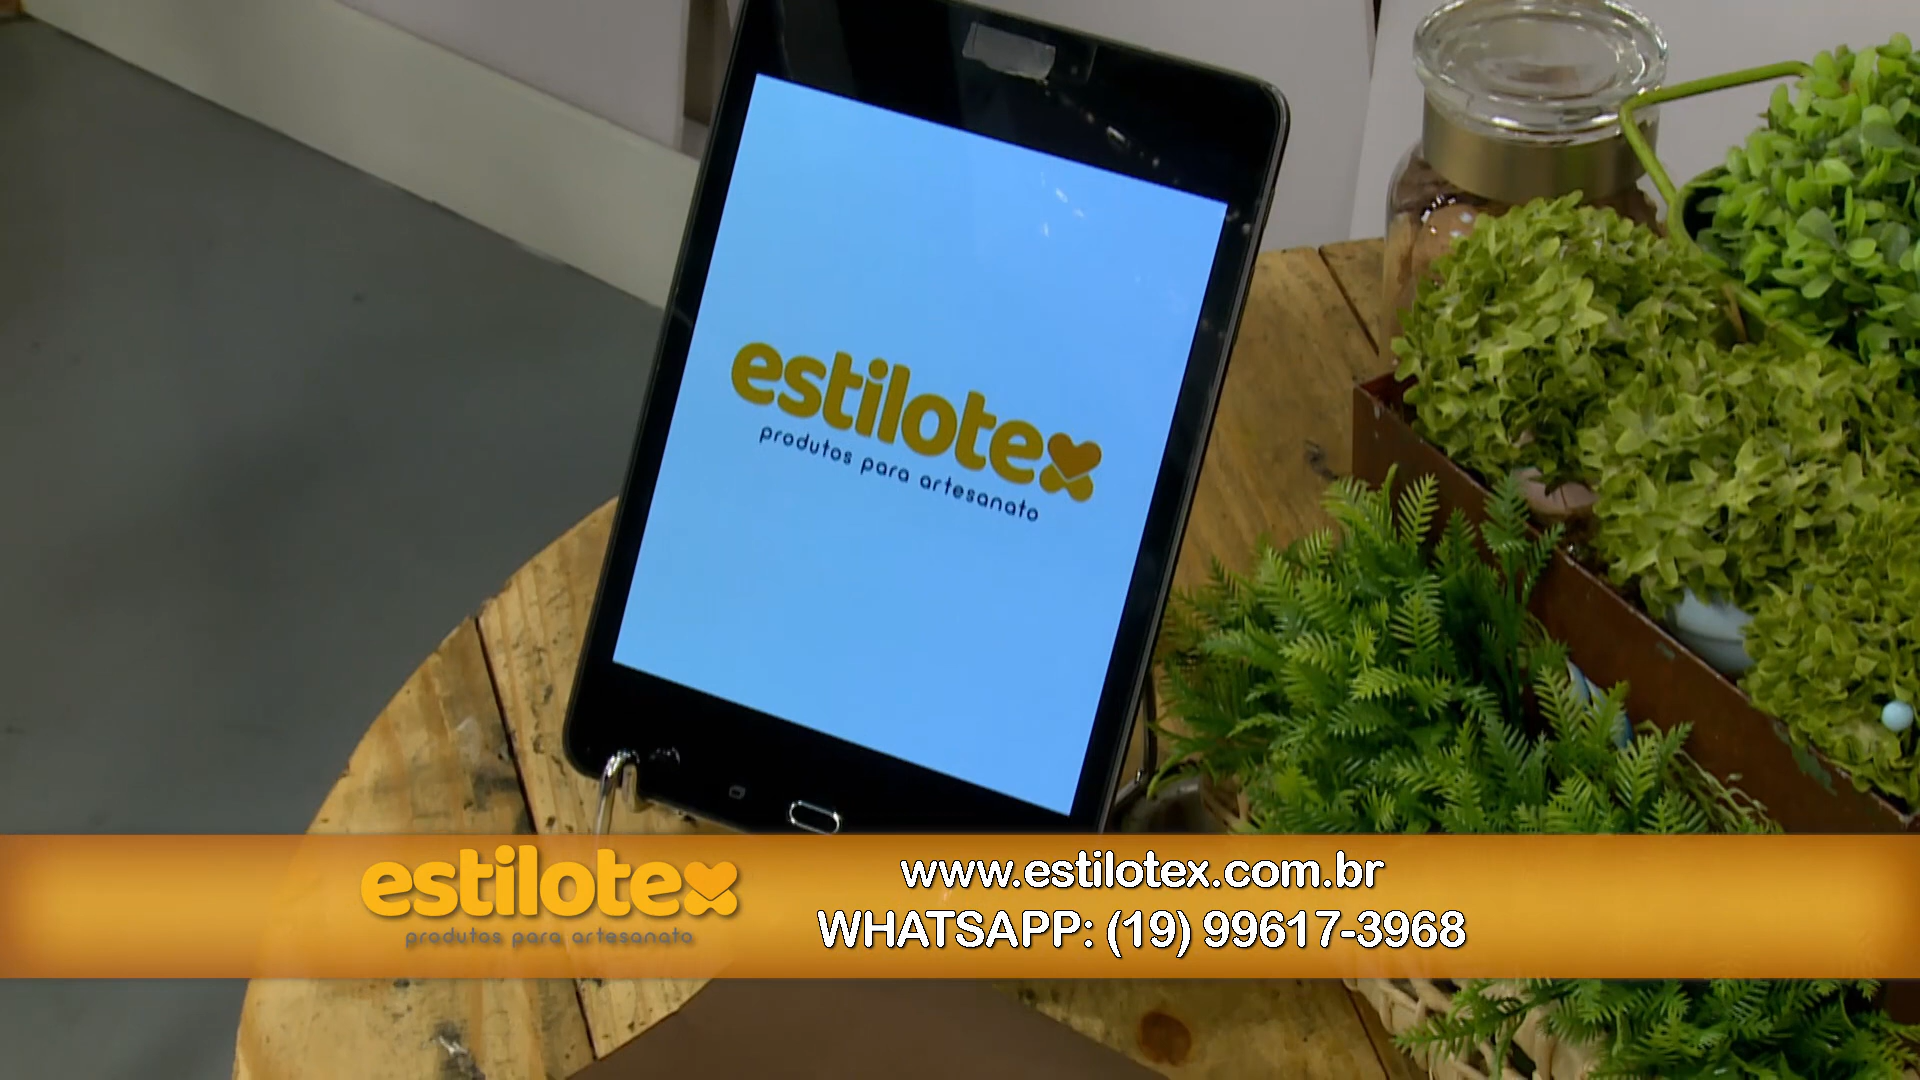 estilotex
produtos para artesanato
estilotex
produtos para artesanato
www.estilotex.com.br
WHATSAPP: (19) 99617-3968